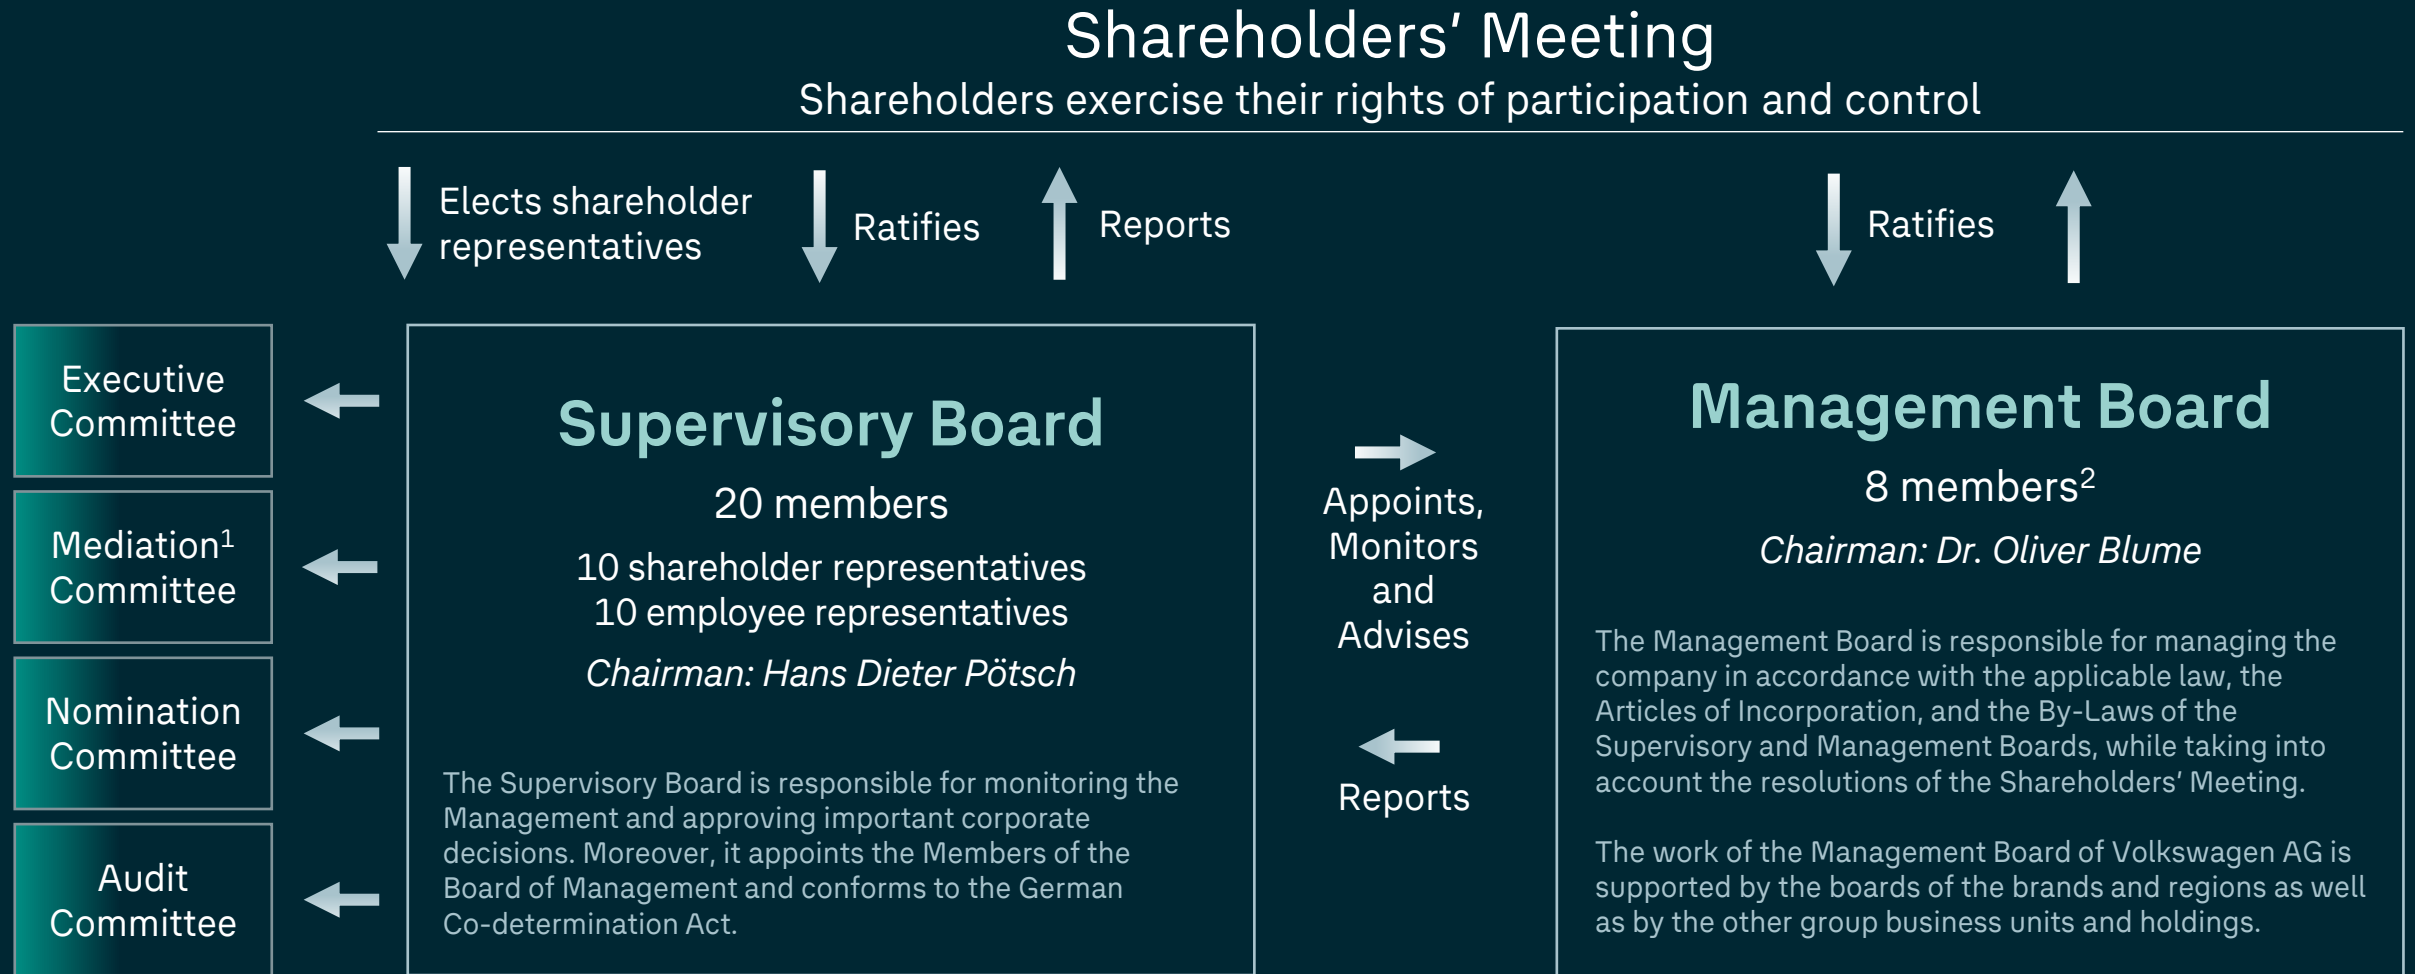 Shareholders’ Meeting
Shareholders exercise their rights of participation and control
Elects shareholder
representatives
Ratifies
Reports
Ratifies
Executive
Committee
Mediation¹
Committee
Nomination
Committee
Audit
Committee
Supervisory Board
20 members
10 shareholder representatives
10 employee representatives
Chairman: Hans Dieter Pötsch
The Supervisory Board is responsible for monitoring the
Management and approving important corporate
decisions. Moreover, it appoints the Members of the
Board of Management and conforms to the German
Co-determination Act.
Appoints,
Monitors
and
Advises
Reports
Management Board
8 members²
Chairman: Dr. Oliver Blume
The Management Board is responsible for managing the
company in accordance with the applicable law, the
Articles of Incorporation, and the By-Laws of the
Supervisory and Management Boards, while taking into
account the resolutions of the Shareholders’ Meeting.
The work of the Management Board of Volkswagen AG is
supported by the boards of the brands and regions as well
as by the other group business units and holdings.